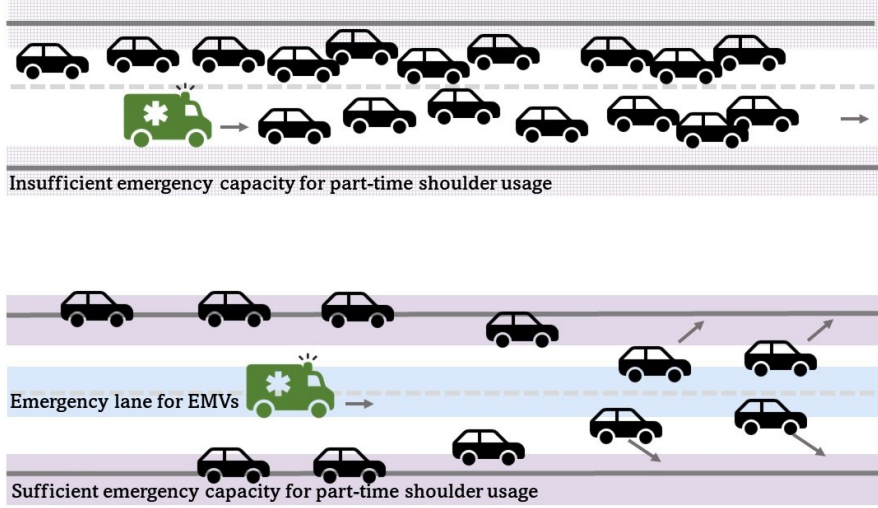 Insufficient emergency capacity for part-time shoulder usage
Emergency lane for EMVs
Sufficient emergency capacity for part-time shoulder usage